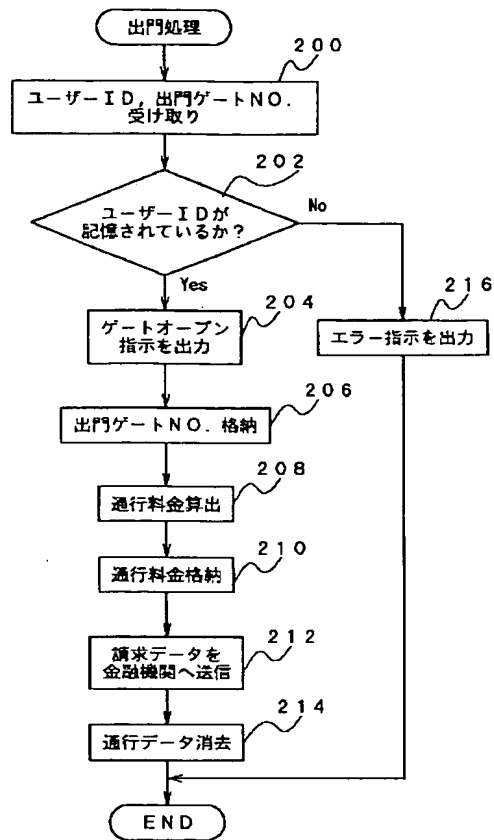 出門処理
200
ユーザーID,出門ゲートNO.
受け取り
202
ユーザーIDが
記憶されているか?
No
Yes
204
ゲートオープン
指示を出力
216
エラー指示を出力
206
出門ゲートNO.格納
208
通行料金算出
210
通行料金格納
212
請求データを
金融機関へ送信
214
通行データ消去
END